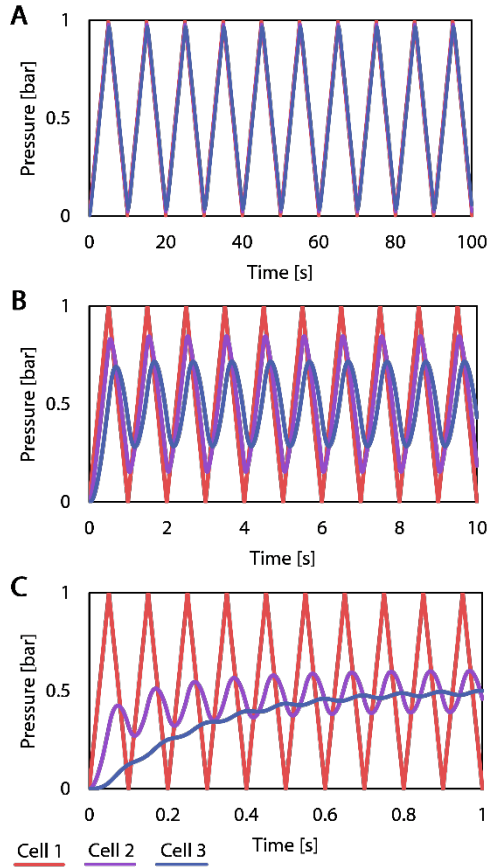 A
Pressure [bar]
1
0.5
0
0 20 40 60 80 100
Time [s]
B
Pressure [bar]
1
0.5
0
0 2 4 6 8 10
Time [s]
C
Pressure [bar]
1
0.5
0
0 0.2 0.4 0.6 0.8 1
Time [s]
Cell 1 Cell 2 Cell 3